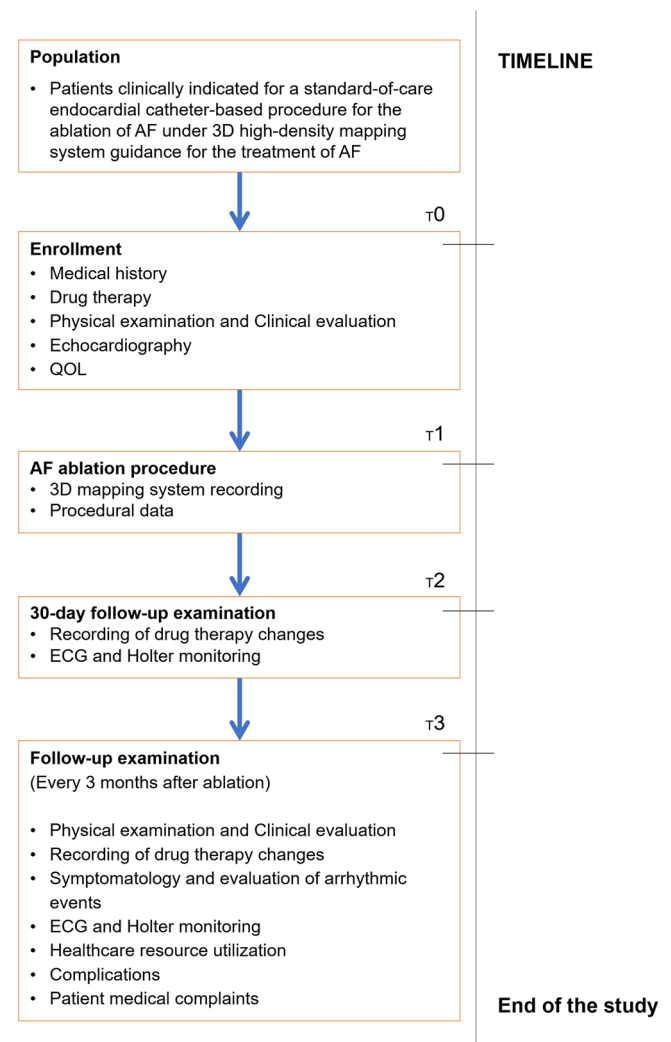 Population
TIMELINE
• Patients clinically indicated for a standard-of-care
endocardial catheter-based procedure for the
ablation of AF under 3D high-density mapping
system guidance for the treatment of AF
T0
Enrollment
• Medical history
• Drug therapy
• Physical examination and Clinical evaluation
• Echocardiography
• QOL
T1
AF ablation procedure
• 3D mapping system recording
• Procedural data
T2
30-day follow-up examination
• Recording of drug therapy changes
• ECG and Holter monitoring
T3
Follow-up examination
(Every 3 months after ablation)
• Physical examination and Clinical evaluation
• Recording of drug therapy changes
• Symptomatology and evaluation of arrhythmic
events
• ECG and Holter monitoring
• Healthcare resource utilization
• Complications
• Patient medical complaints
End of the study